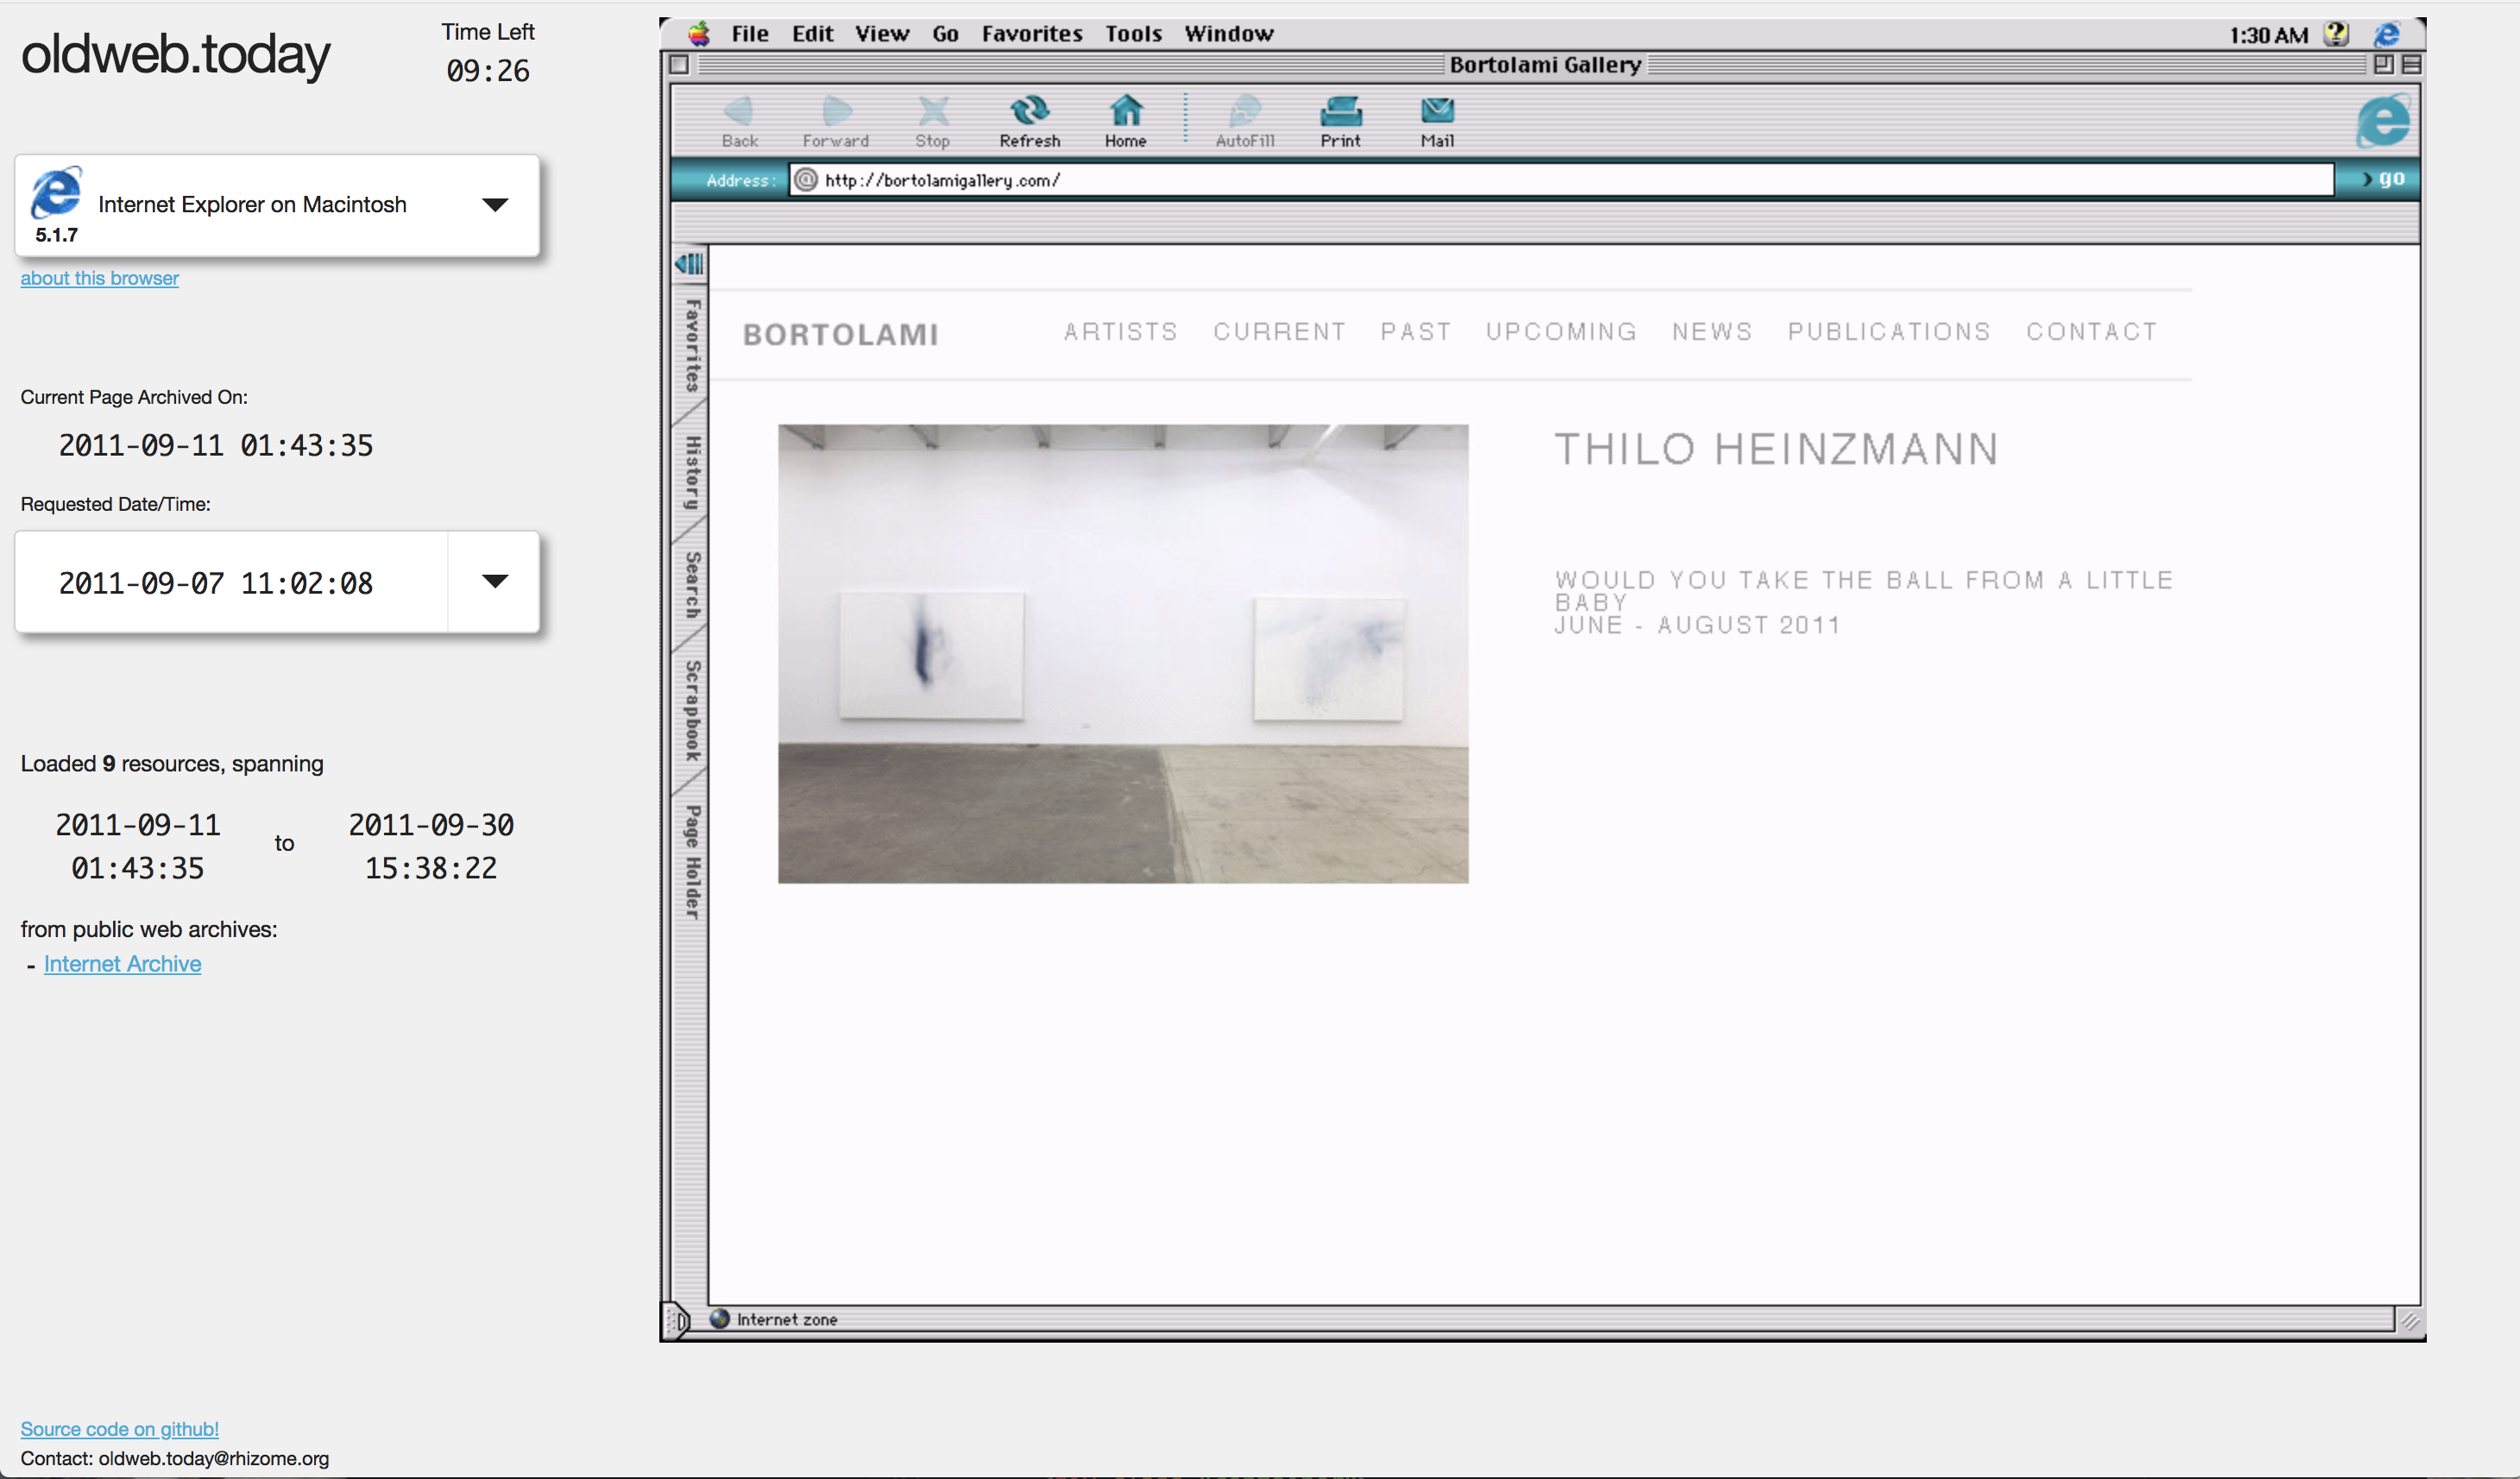 oldweb.today
Time Left
09:26
5.1.7
Internet Explorer on Macintosh
about this browser
Current Page Archived On:
2011-09-11 01:43:35
Requested Date/Time:
2011-09-07 11:02:08
Loaded 9 resources, spanning
2011-09-11
01:43:35
to
2011-09-30
15:38:22
from public web archives:
- Internet Archive
Source code on github!
Contact: oldweb.today@rhizome.org
File Edit View Go Favorites Tools Window
1:30 AM
Bortolami Gallery
Back Forward Stop Refresh Home AutoFill Print Mail
Address: http://bortolamigallery.com/
go
Favorites
History
Search
Scrapbook
Page Holder
BORTOLAMI
ARTISTS CURRENT PAST UPCOMING NEWS PUBLICATIONS CONTACT
THILO HEINZMANN
WOULD YOU TAKE THE BALL FROM A LITTLE
BABY
JUNE - AUGUST 2011
Internet zone